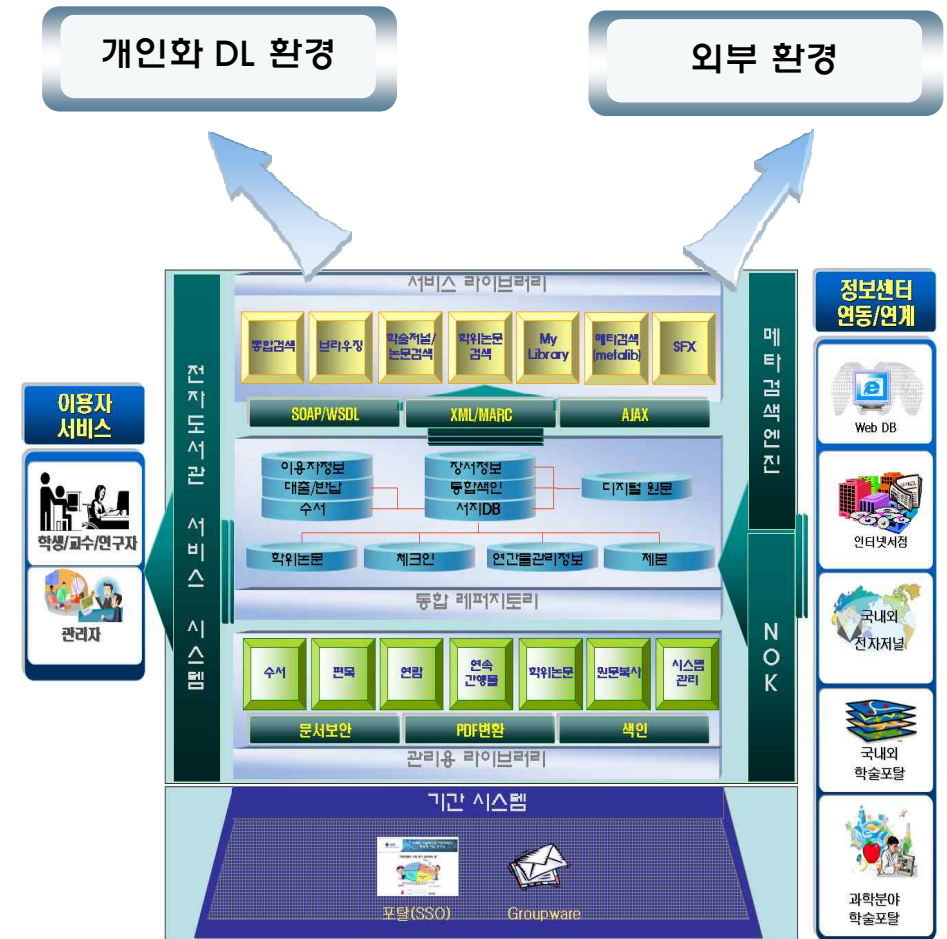 개인화 DL 환경
외부 환경
서비스 라이브러리
통합검색
브라우징
학술저널/
논문검색
학위논문
검색
My
Library
메타검색
(metalib)
SFX
SOAP/WSDL
XML/MARC
AJAX
전자도서관 서비스 시스템
메타검색엔진
NOK
이용자
서비스
학생/교수/연구자
관리자
이용자정보
대출/반납
수서
장서정보
통합색인
서지DB
디지털 원문
학위논문
체크인
연간물관리정보
제본
통합 레퍼지토리
수서
편목
연람
연속
간행물
학위논문
원문복사
시스템
관리
문서보안
PDF변환
색인
관리용 라이브러리
기간 시스템
포탈(SSO)
Groupware
정보센터
연동/연계
Web DB
인터넷서점
국내외
전자저널
국내외
학술포탈
과학분야
학술포탈